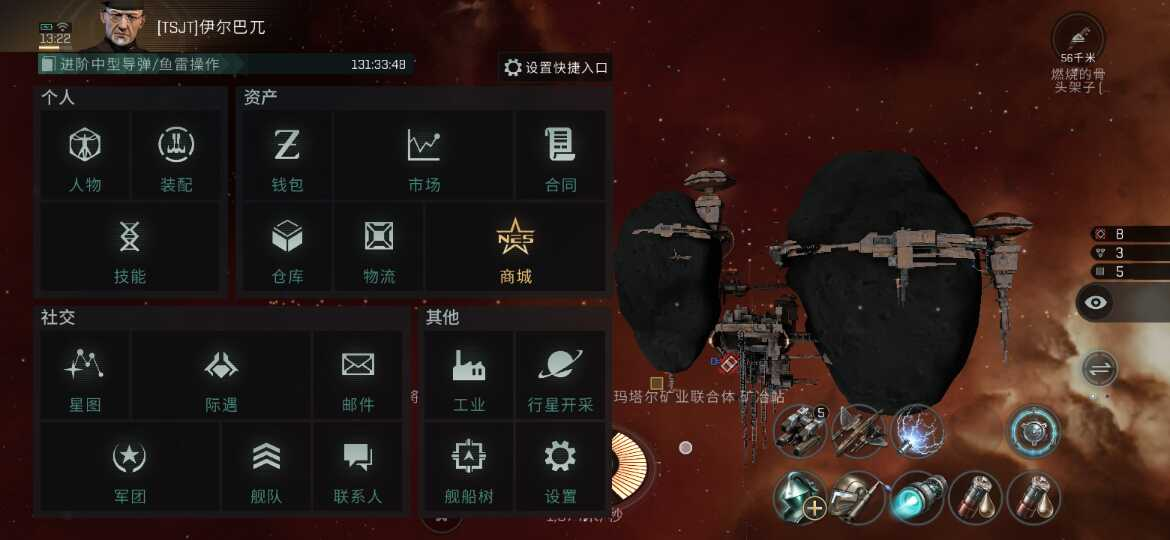 13:22
[TSJT]伊尔巴兀
进阶中型导弹/鱼雷操作 131:33:48
设置快捷入口
56千米
燃烧的骨
头架子 [...
个人
人物
装配
技能
资产
钱包
市场
合同
仓库
物流
NES
商城
8
3
5
社交
星图
际遇
邮件
军团
舰队
联系人
其他
工业
行星开采
舰船树
设置
玛塔尔矿业联合体 矿冶站
5